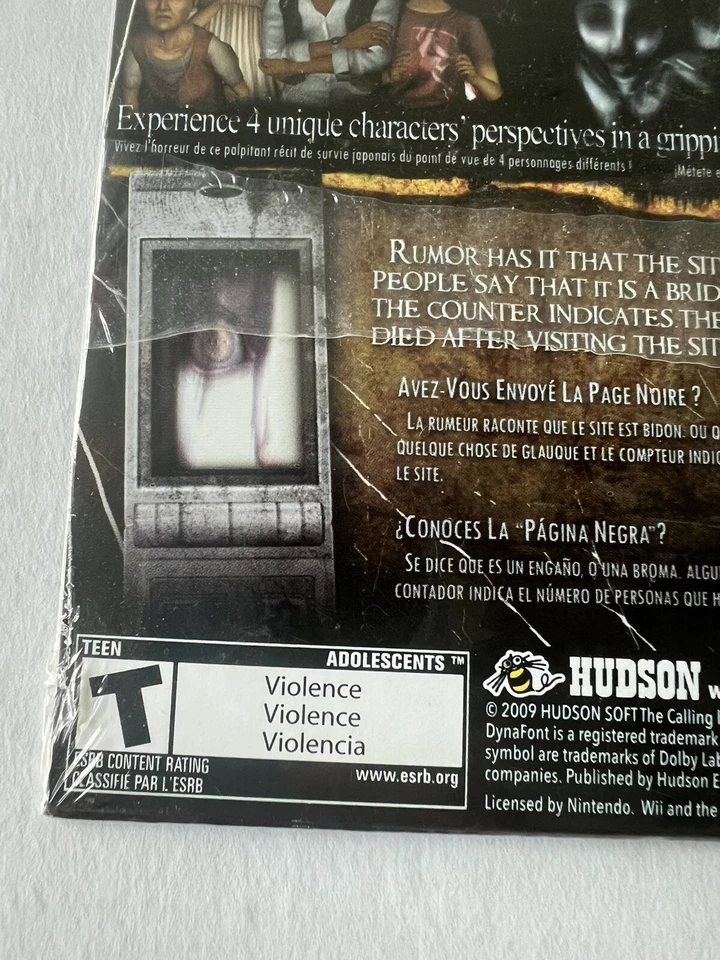 Experience 4 unique characters' perspectives in a grippi
Vivez l'horreur de ce palpitant récit de survie japonais du point de vue de 4 personnages différents !
¡Métete e
RUMOR HAS IT THAT THE SIT
PEOPLE SAY THAT IT IS A BRID
THE COUNTER INDICATES THE
DIED AFTER VISITING THE SIT
AVEZ-VOUS ENVOYÉ LA PAGE NOIRE ?
LA RUMEUR RACONTE QUE LE SITE EST BIDON. OU Q
QUELQUE CHOSE DE GLAUQUE ET LE COMPTEUR INDIC
LE SITE.
¿CONOCES LA "PÁGINA NEGRA"?
SE DICE QUE ES UN ENGAÑO, O UNA BROMA. ALGU
CONTADOR INDICA EL NÚMERO DE PERSONAS QUE H
TEEN
ADOLESCENTS ™
T
Violence
Violence
Violencia
ESRB CONTENT RATING
CLASSIFIÉ PAR L'ESRB
www.esrb.org
HUDSON w
© 2009 HUDSON SOFT The Calling
DynaFont is a registered trademark
symbol are trademarks of Dolby Lab
companies. Published by Hudson E
Licensed by Nintendo. Wii and the